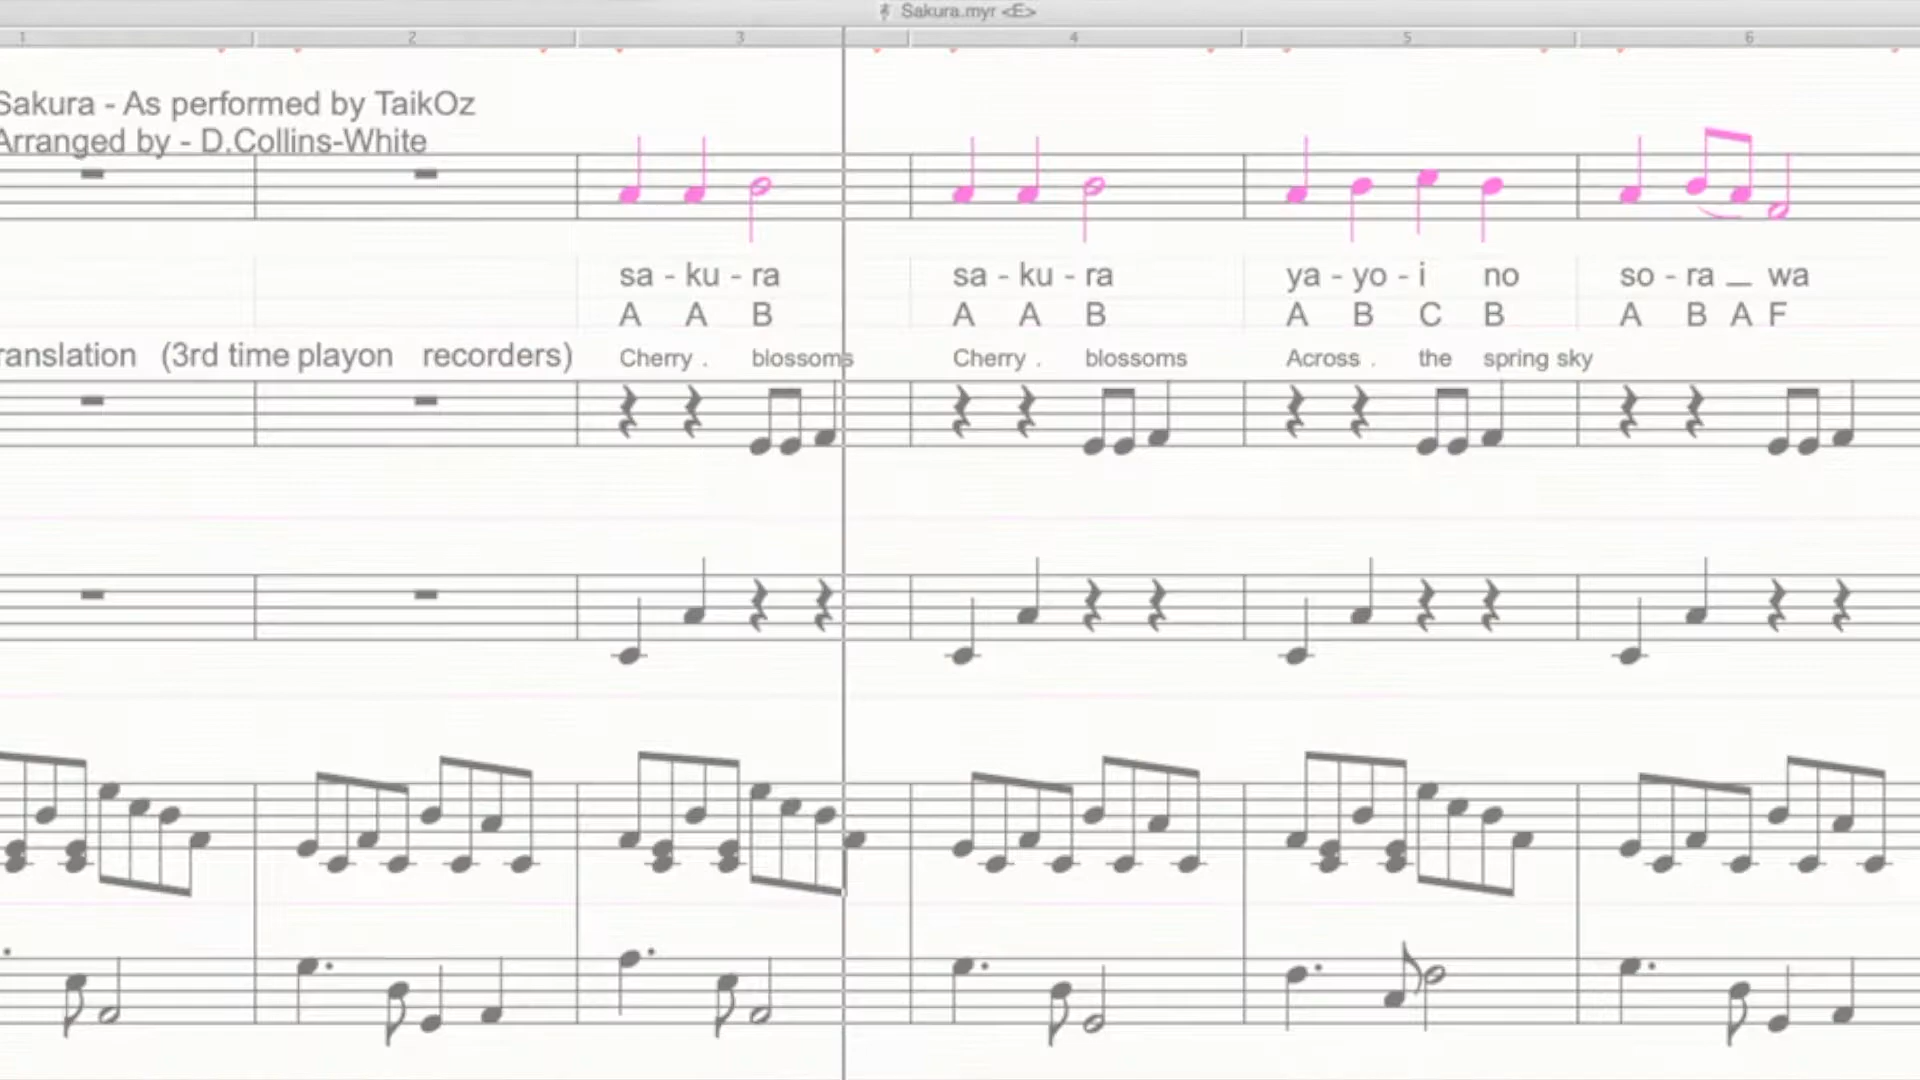 Sakura.myr <E>
1 2 3 4 5 6
Sakura - As performed by TaikOz
Arranged by - D.Collins-White
sa - ku - ra sa - ku - ra ya - yo - i no so - ra _ wa
A A B A A B A B C B A B A F
ranslation (3rd time playon recorders) Cherry . blossoms Cherry . blossoms Across . the spring sky